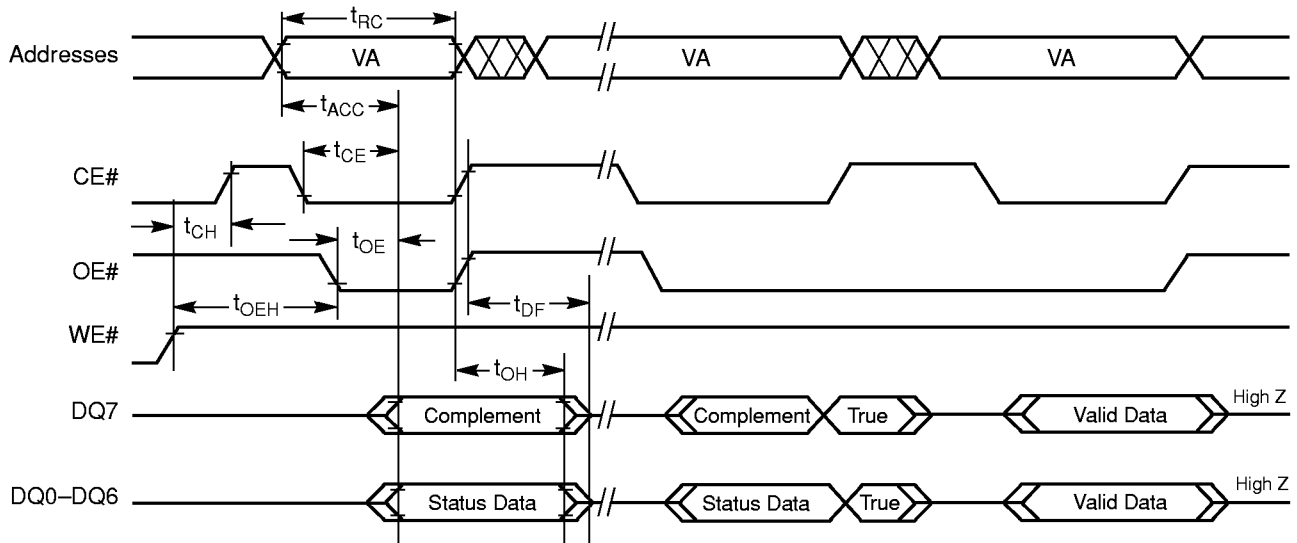 tRC
Addresses VA VA VA
tACC
tCE
CE#
tCH tOE
OE#
tOEH tDF
WE#
tOH
DQ7 Complement Complement True Valid Data High Z
DQ0–DQ6 Status Data Status Data True Valid Data High Z